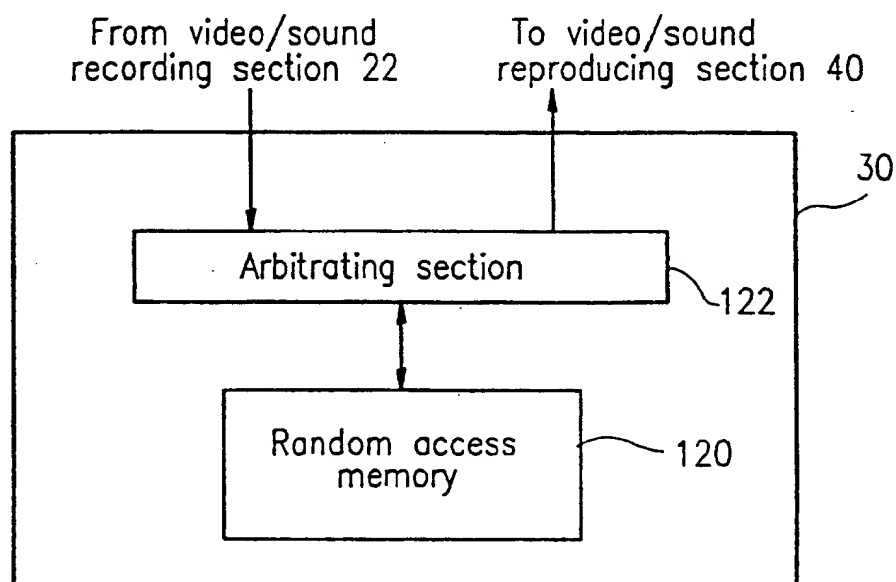 From video/sound
recording section 22
To video/sound
reproducing section 40
30
Arbitrating section
122
Random access
memory
120